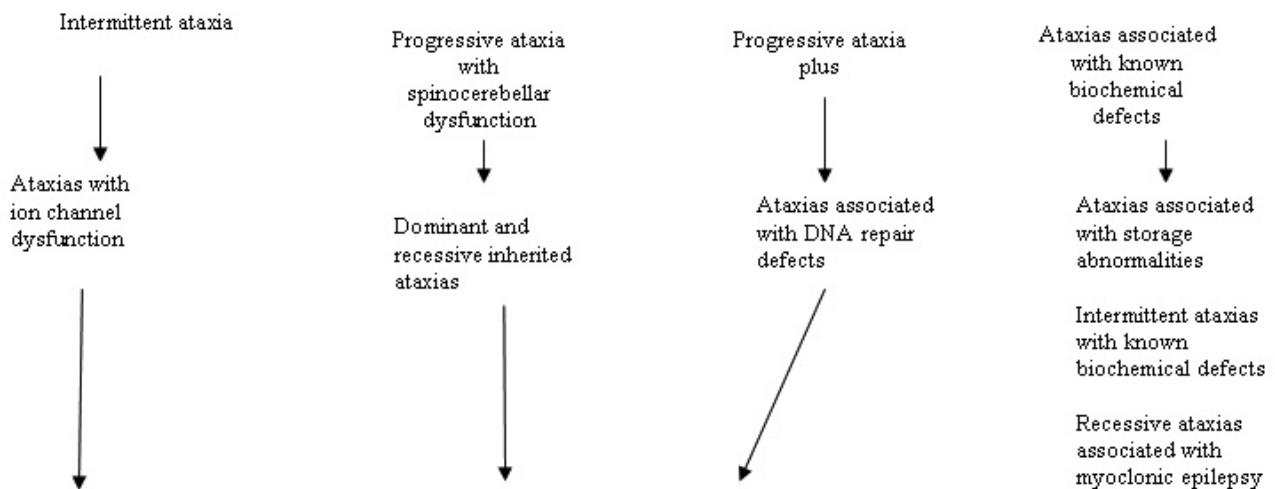 Intermittent ataxia
Progressive ataxia
with
spinocerebellar
dysfunction
Progressive ataxia
plus
Ataxias associated
with known
biochemical
defects
Ataxias with
ion channel
dysfunction
Dominant and
recessive inherited
ataxias
Ataxias associated
with DNA repair
defects
Ataxias associated
with storage
abnormalities
Intermittent ataxias
with known
biochemical defects
Recessive ataxias
associated with
myoclonic epilepsy